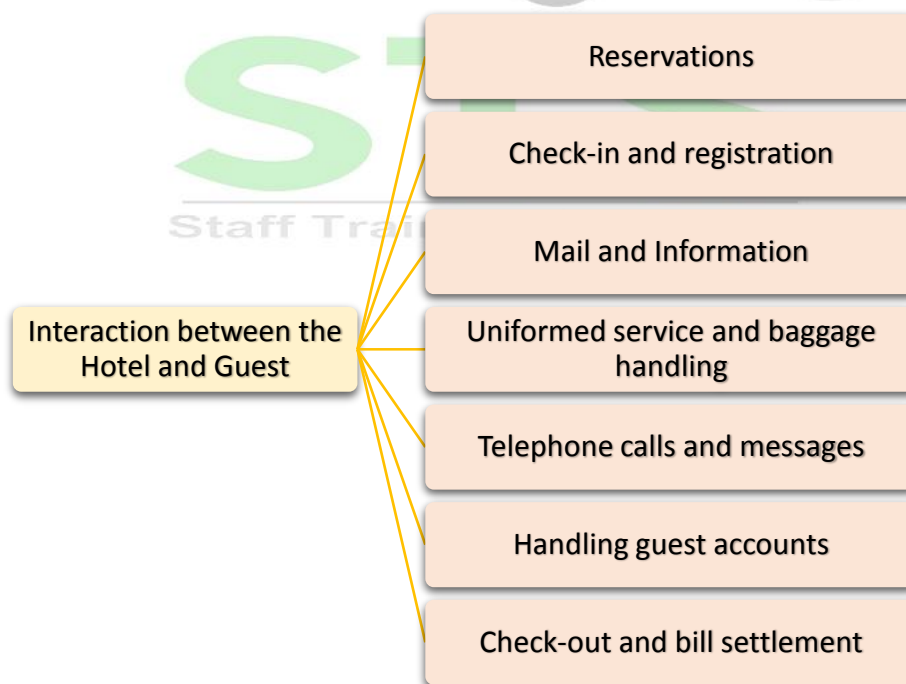 Reservations
Check-in and registration
Mail and Information
Interaction between the
Hotel and Guest
Uniformed service and baggage
handling
Telephone calls and messages
Handling guest accounts
Check-out and bill settlement
Staff